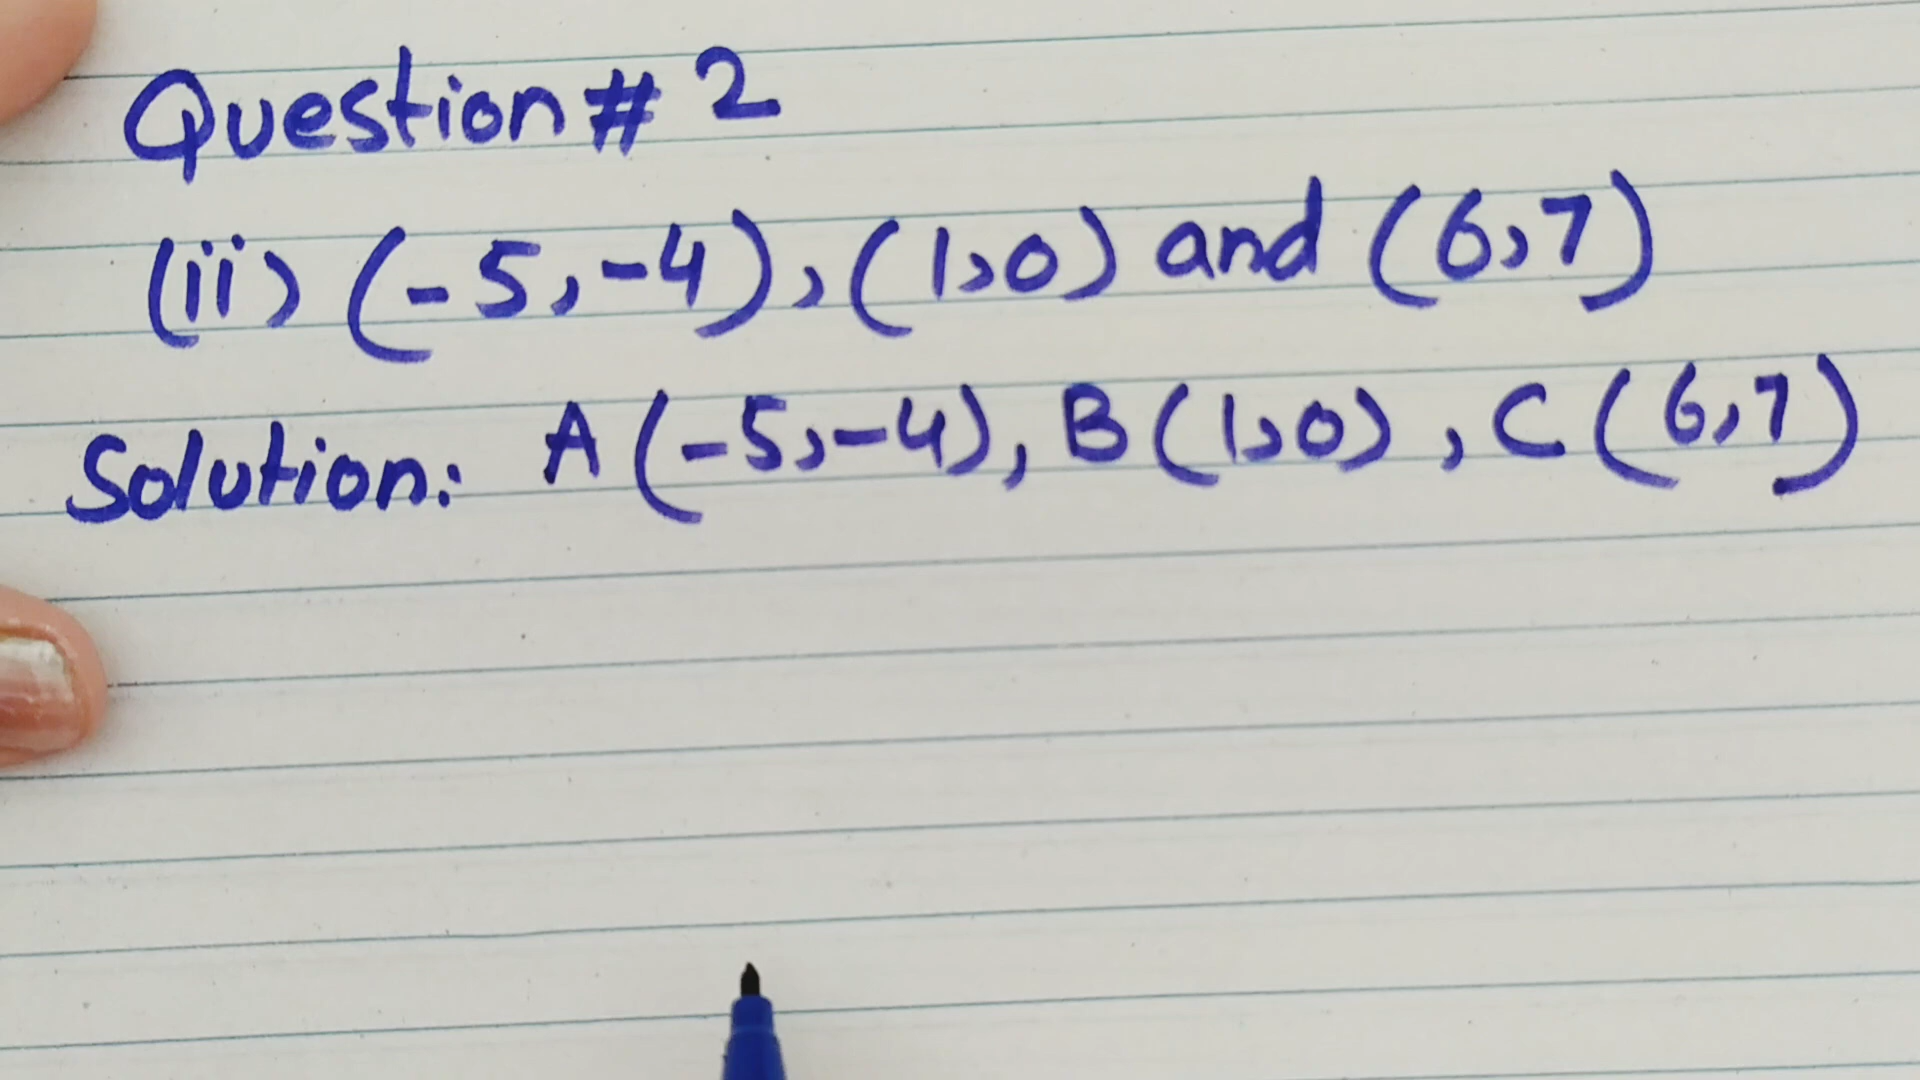 Question # 2
(ii) (-5,-4), (1,0) and (6,7)
Solution: A(-5,-4), B(1,0), C(6,7)